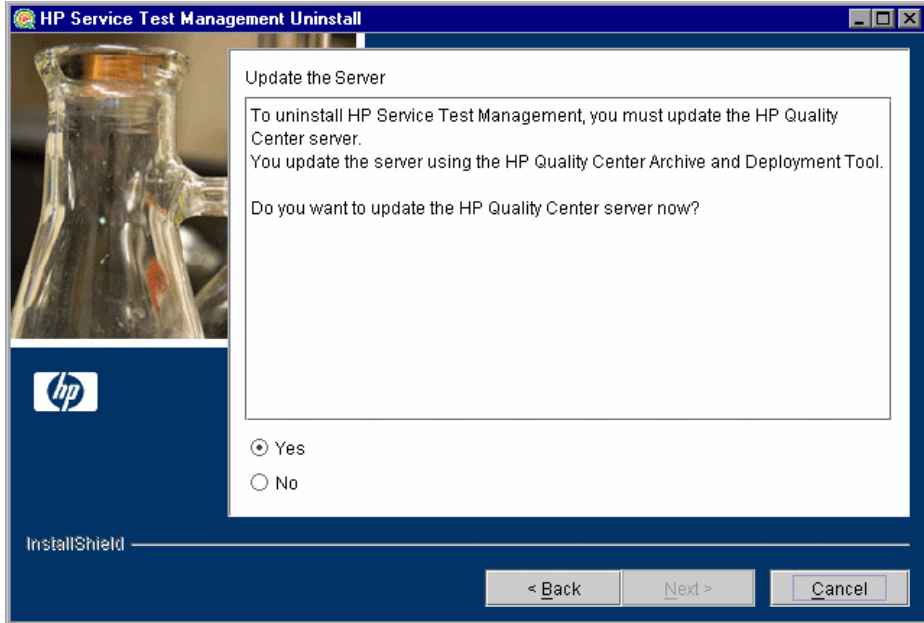 HP Service Test Management Uninstall
Update the Server
To uninstall HP Service Test Management, you must update the HP Quality
Center server.
You update the server using the HP Quality Center Archive and Deployment Tool.
Do you want to update the HP Quality Center server now?
hp
Yes
No
InstallShield
< Back
Next >
Cancel